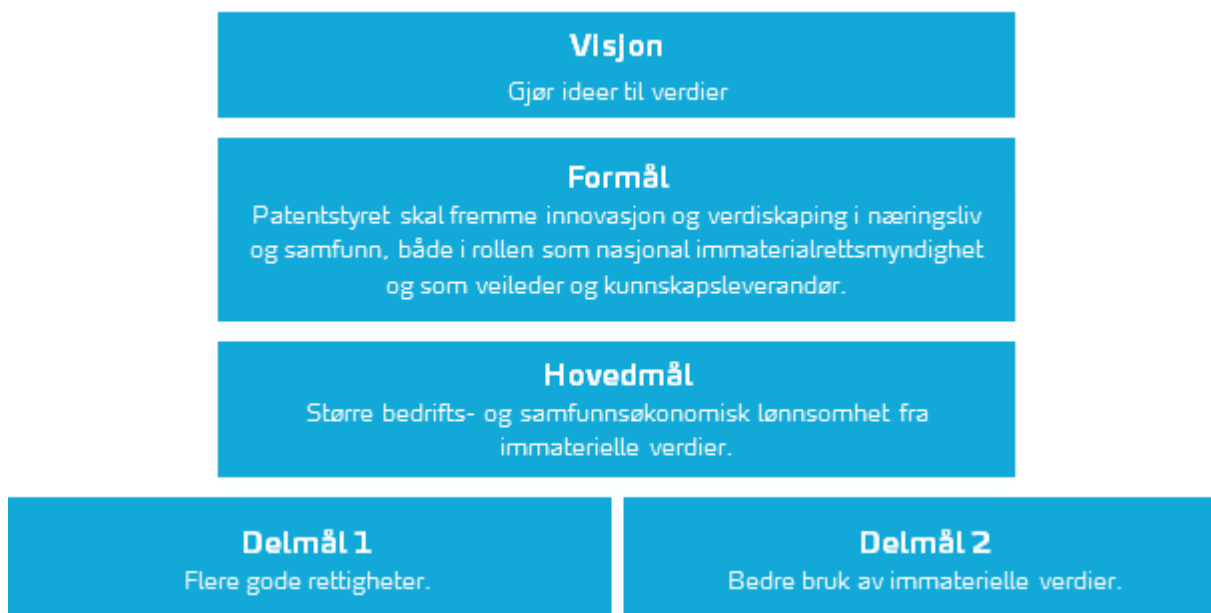 Visjon
Gjør ideer til verdier
Formål
Patentstyret skal fremme innovasjon og verdiskaping i næringsliv
og samfunn, både i rollen som nasjonal immaterialrettsmyndighet
og som veileder og kunnskapsleverandør.
Hovedmål
Større bedrifts- og samfunnsøkonomisk lønnsomhet fra
immaterielle verdier.
Delmål 1
Flere gode rettigheter.
Delmål 2
Bedre bruk av immaterielle verdier.